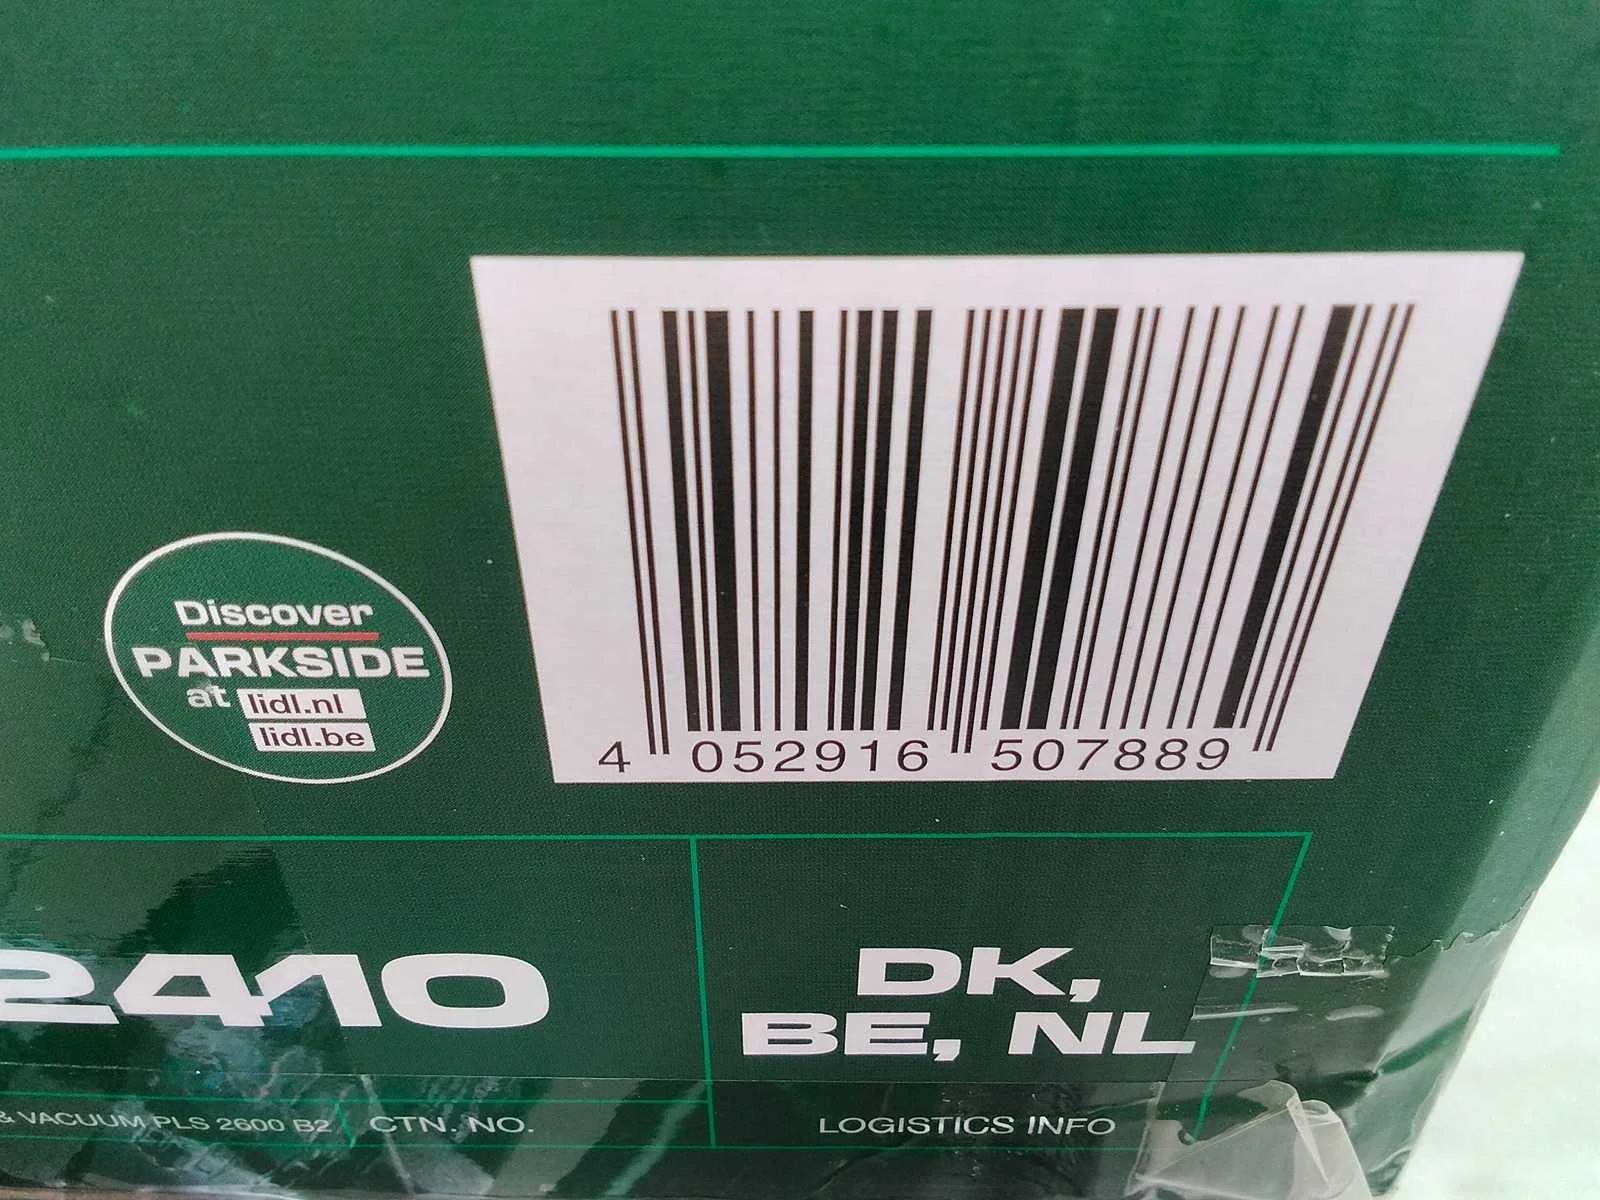 4 052916 507889
Discover
PARKSIDE
at lidl.nl
lidl.be
2410
DK,
BE, NL
& VACUUM PLS 2600 B2
CTN. NO.
LOGISTICS INFO